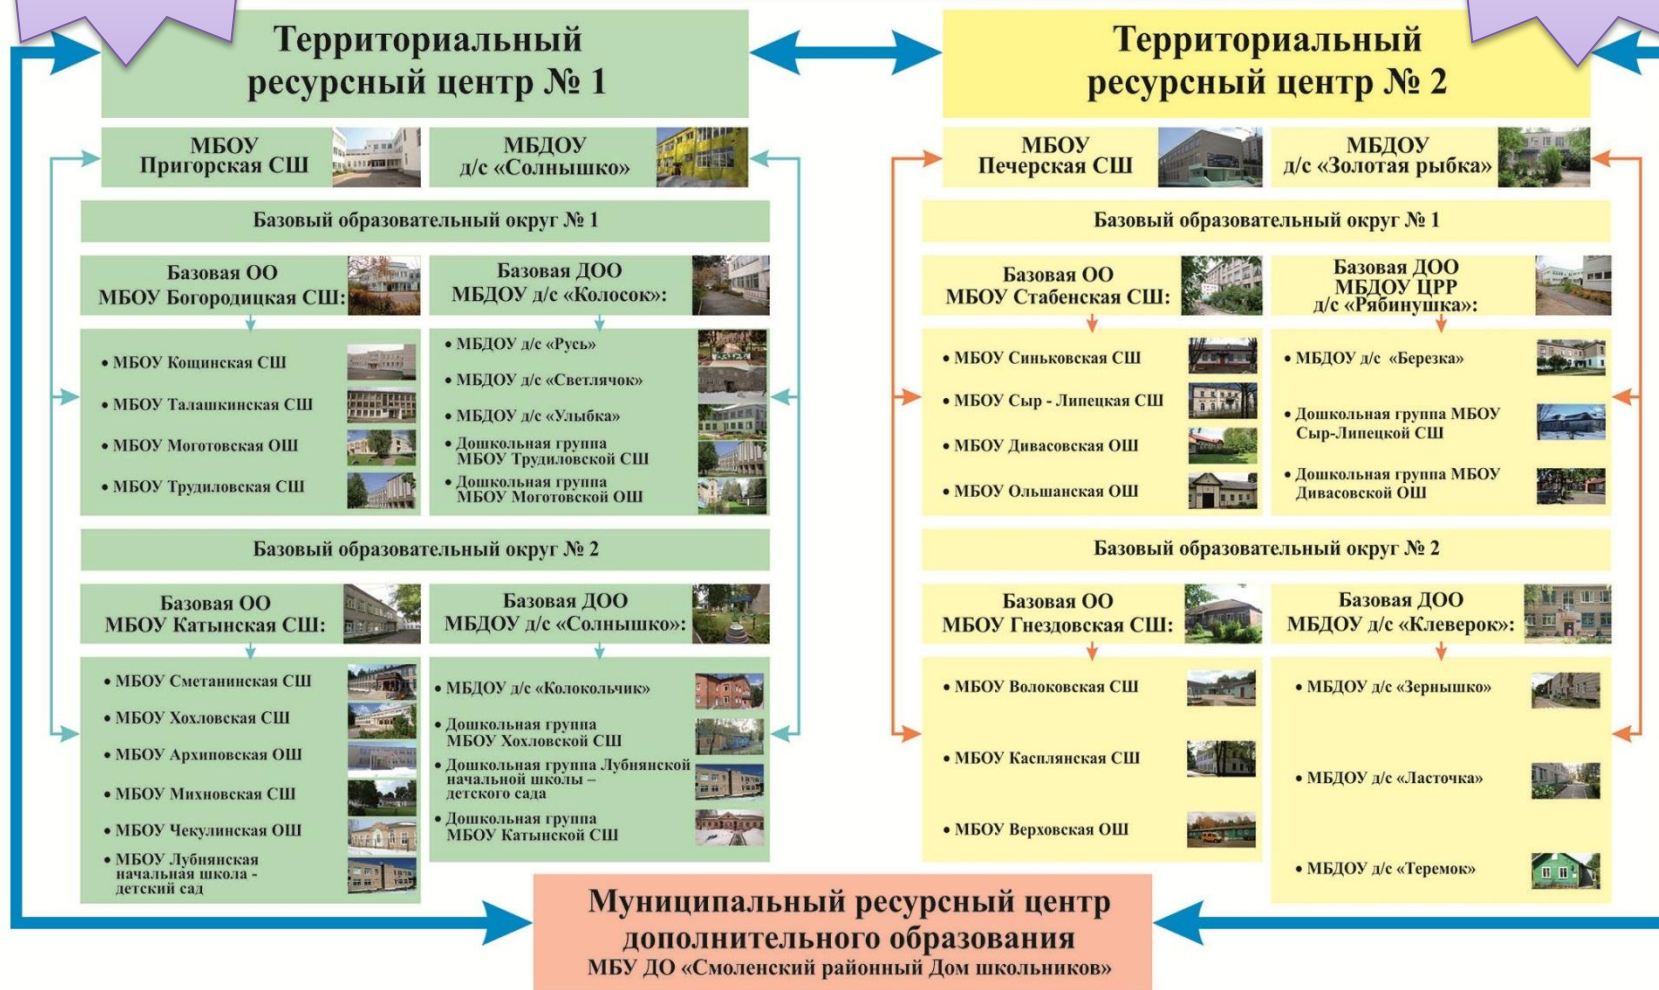 Территориальный
ресурсный центр № 1
МБОУ
Пригорская СШ
МБДОУ
д/с «Солнышко»
Базовый образовательный округ № 1
Базовая ОО
МБОУ Богородицкая СШ:
Базовая ДОО
МБДОУ д/с «Колосок»:
• МБОУ Кощинская СШ
• МБОУ Талашкинская СШ
• МБОУ Моготовская ОШ
• МБОУ Трудиловская СШ
• МБДОУ д/с «Русь»
• МБДОУ д/с «Светлячок»
• МБДОУ д/с «Улыбка»
• Дошкольная группа
МБОУ Трудиловской СШ
• Дошкольная группа
МБОУ Моготовской ОШ
Базовый образовательный округ № 2
Базовая ОО
МБОУ Катынская СШ:
Базовая ДОО
МБДОУ д/с «Солнышко»:
• МБОУ Сметанинская СШ
• МБОУ Хохловская СШ
• МБОУ Архиповская ОШ
• МБОУ Михновская СШ
• МБОУ Чекулинская ОШ
• МБОУ Лубнянская
начальная школа -
детский сад
• МБДОУ д/с «Колокольчик»
• Дошкольная группа
МБОУ Хохловской СШ
• Дошкольная группа Лубнянской
начальной школы –
детского сада
• Дошкольная группа
МБОУ Катынской СШ
Территориальный
ресурсный центр № 2
МБОУ
Печерская СШ
МБДОУ
д/с «Золотая рыбка»
Базовый образовательный округ № 1
Базовая ОО
МБОУ Стабенская СШ:
Базовая ДОО
МБДОУ ЦРР
д/с «Рябинушка»:
• МБОУ Синьковская СШ
• МБОУ Сыр - Липецкая СШ
• МБОУ Дивасовская ОШ
• МБОУ Ольшанская ОШ
• МБДОУ д/с «Березка»
• Дошкольная группа МБОУ
Сыр-Липецкой СШ
• Дошкольная группа МБОУ
Дивасовской ОШ
Базовый образовательный округ № 2
Базовая ОО
МБОУ Гнездовская СШ:
Базовая ДОО
МБДОУ д/с «Клеверок»:
• МБОУ Волоковская СШ
• МБОУ Касплянская СШ
• МБОУ Верховская ОШ
• МБДОУ д/с «Зернышко»
• МБДОУ д/с «Ласточка»
• МБДОУ д/с «Теремок»
Муниципальный ресурсный центр
дополнительного образования
МБУ ДО «Смоленский районный Дом школьников»